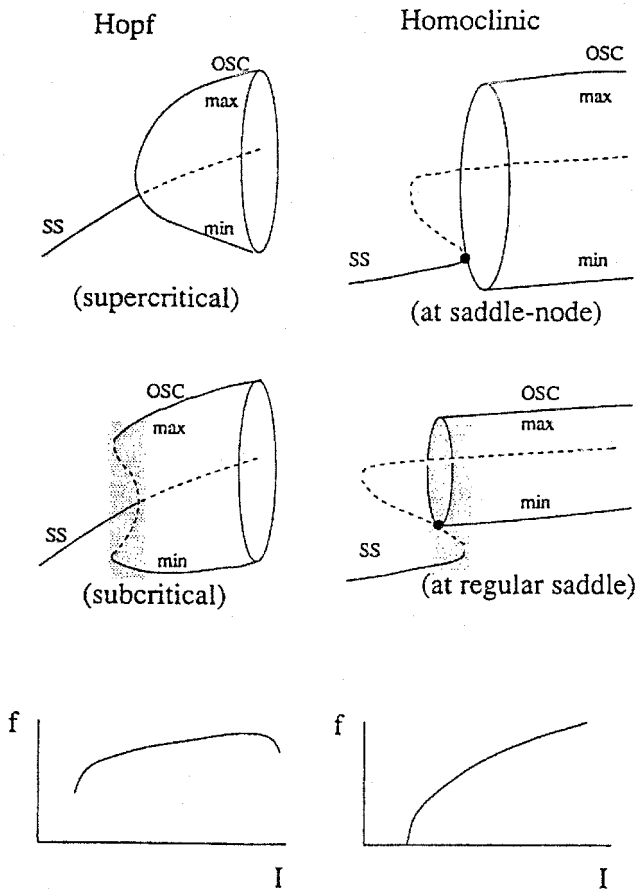 Hopf
Homoclinic
OSC
max
SS
min
(supercritical)
OSC
max
SS
min
(at saddle-node)
OSC
max
SS
min
(subcritical)
OSC
max
min
SS
(at regular saddle)
f
I
f
I